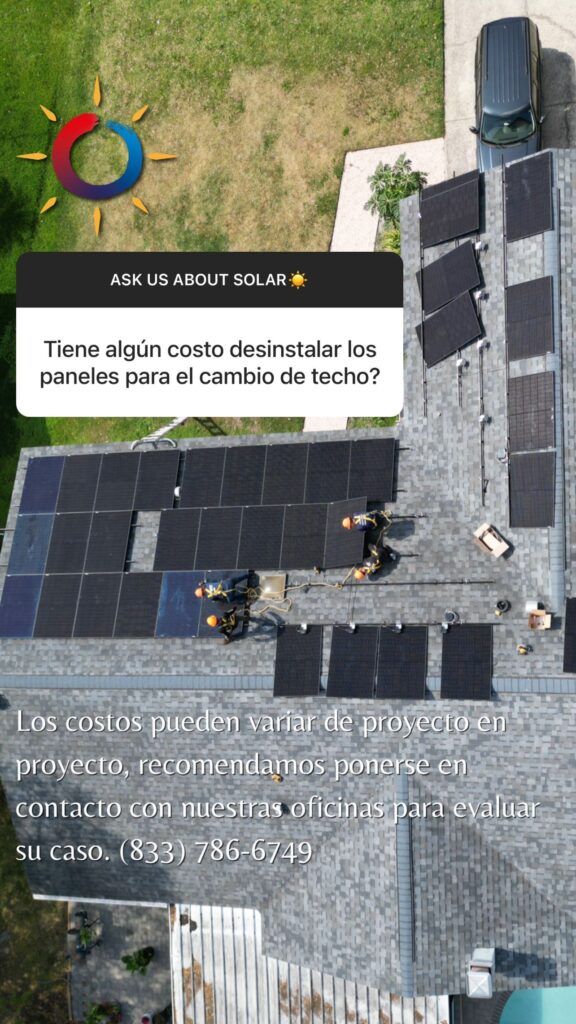 ASK US ABOUT SOLAR☀️
Tiene algún costo desinstalar los
paneles para el cambio de techo?
Los costos pueden variar de proyecto en
proyecto, recomendamos ponerse en
contacto con nuestras oficinas para evaluar
su caso. (833) 786-6749